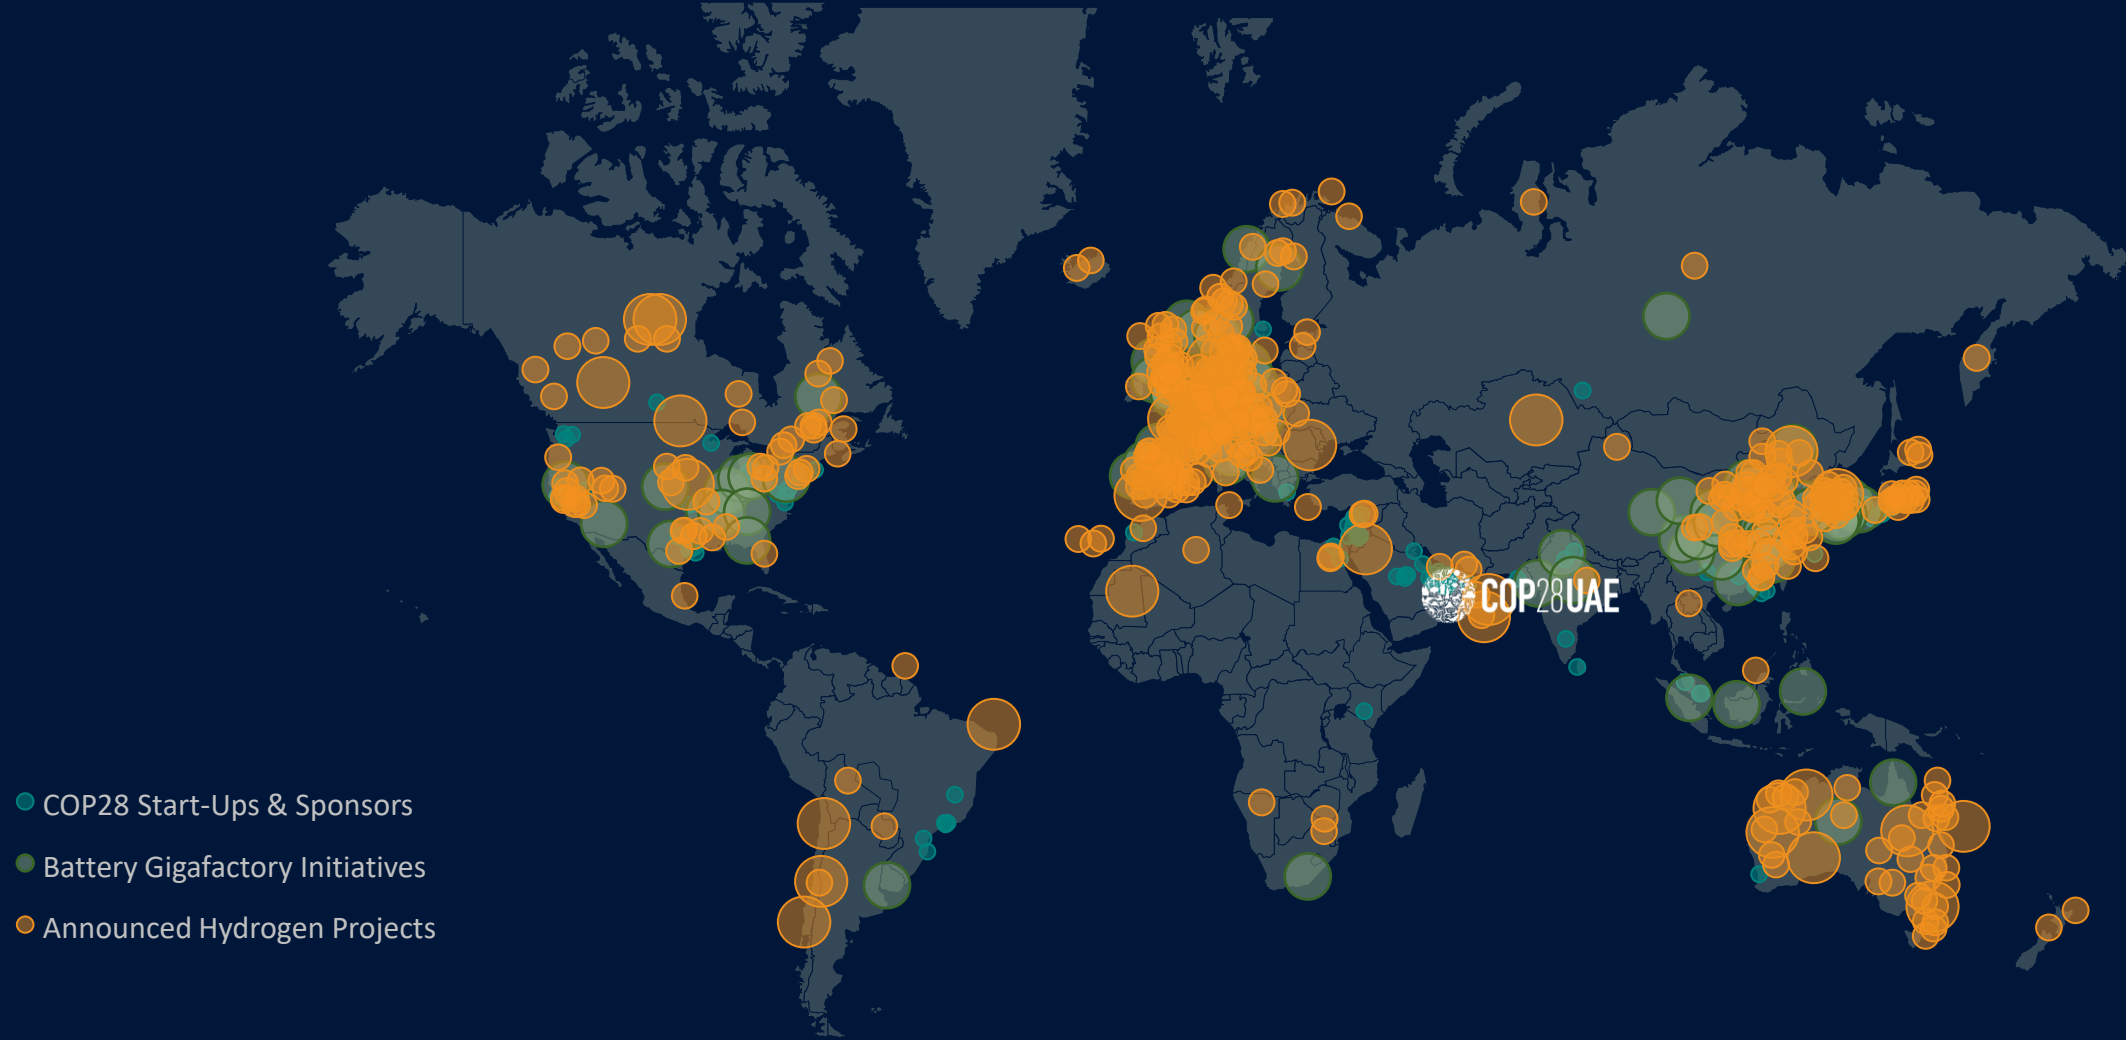 COP28UAE
COP28 Start-Ups & Sponsors
Battery Gigafactory Initiatives
Announced Hydrogen Projects